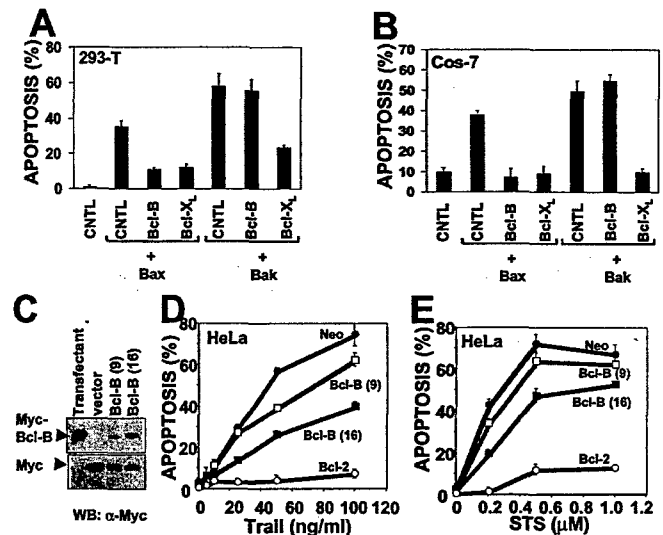 A
293-T
APOPTOSIS (%)
80
60
40
20
0
CNTL
CNTL
Bcl-B
Bcl-XL
CNTL
Bcl-B
Bcl-XL
+
Bax
+
Bak
B
Cos-7
APOPTOSIS (%)
70
60
50
40
30
20
10
0
CNTL
CNTL
Bcl-B
Bcl-XL
CNTL
Bcl-B
Bcl-XL
+
Bax
+
Bak
C
Transfectant
vector
Bcl-B (9)
Bcl-B (16)
Myc-
Bcl-B
Myc
WB: α-Myc
D
HeLa
APOPTOSIS (%)
80
60
40
20
0
Neo
Bcl-B (9)
Bcl-B (16)
Bcl-2
0 20 40 60 80 100
Trail (ng/ml)
E
HeLa
APOPTOSIS (%)
80
60
40
20
0
Neo
Bcl-B (9)
Bcl-B (16)
Bcl-2
0 0.2 0.4 0.6 0.8 1.0
STS (μM)